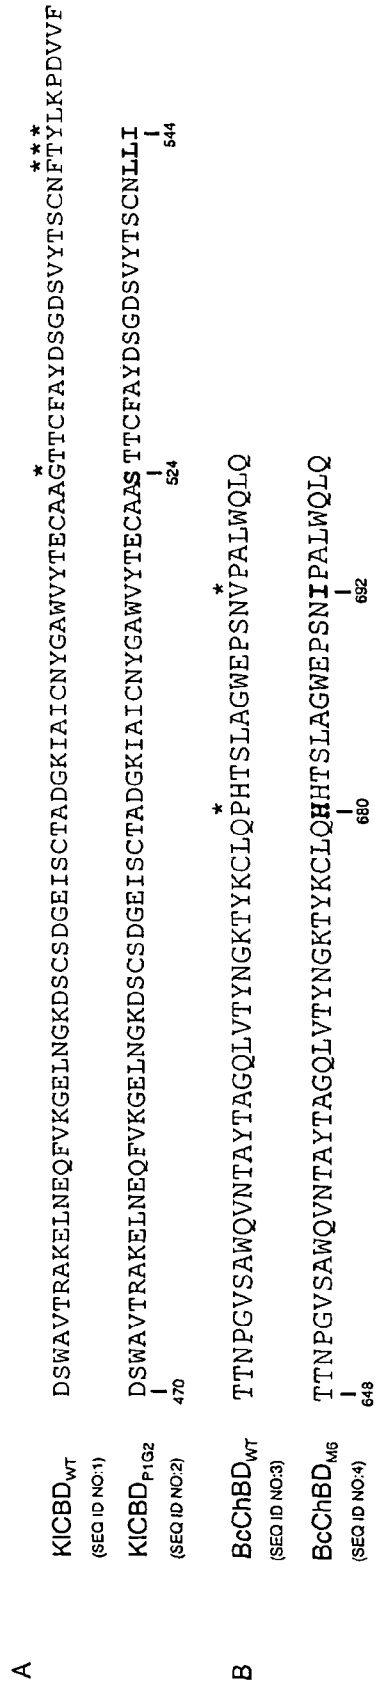 A
* ***
KlCBD_WT DSWAVTRAKELNEQFVKGELNGKDSCSDGEISCTADGKIAICNYGAWVYTECAAGTTCFAYDSGDSVYTSCNFTYLKPDVVF
(SEQ ID NO:1)
KlCBD_P1G2 DSWAVTRAKELNEQFVKGELNGKDSCSDGEISCTADGKIAICNYGAWVYTECAASTTCFAYDSGDSVYTSCNLLI
(SEQ ID NO:2) 470 524 544
B
* *
BcChBD_WT TTNPGVSAWQVNTAYTAGQLVTYNGKTYKCLQPHTSLAGWEPSNVPALWQLQ
(SEQ ID NO:3)
BcChBD_M6 TTNPGVSAWQVNTAYTAGQLVTYNGKTYKCLQHHTSLAGWEPSNIPALWQLQ
(SEQ ID NO:4) 648 680 692